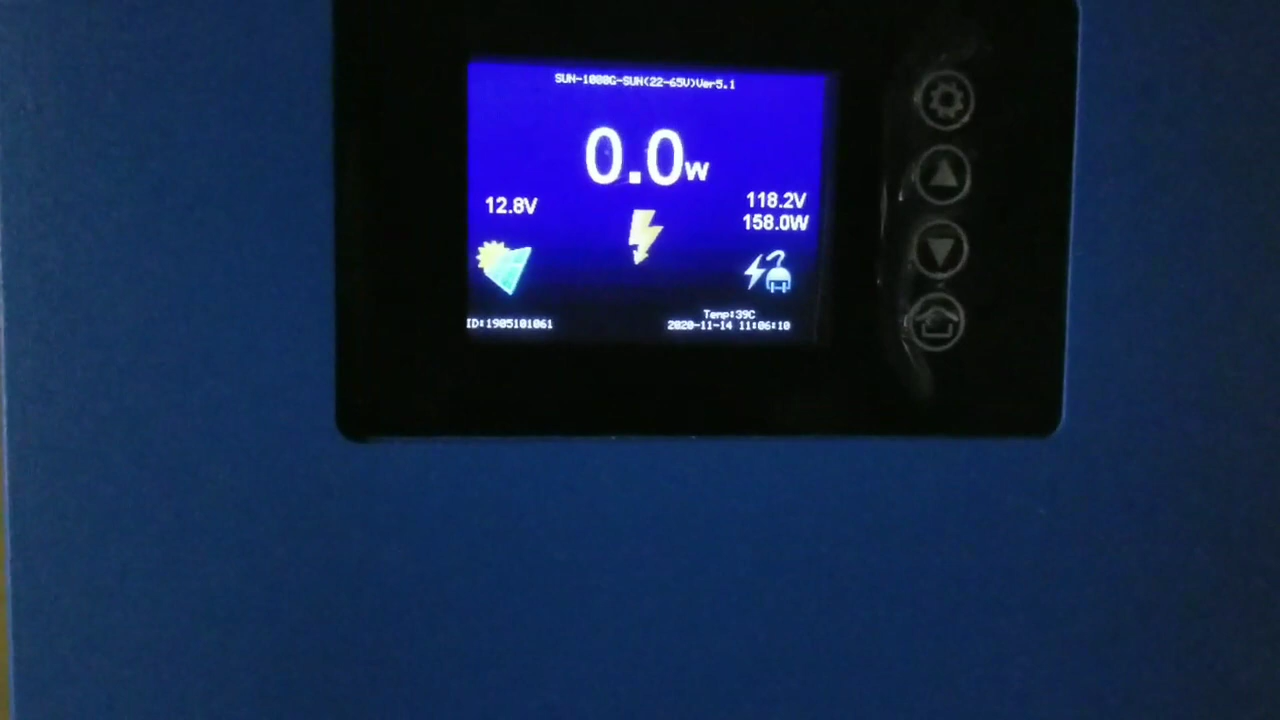 SUN-1000G-SUN(22-65V)Ver5.1
0.0W
12.8V
118.2V
158.0W
Temp:39C
ID:1905101061
2020-11-14 11:06:10